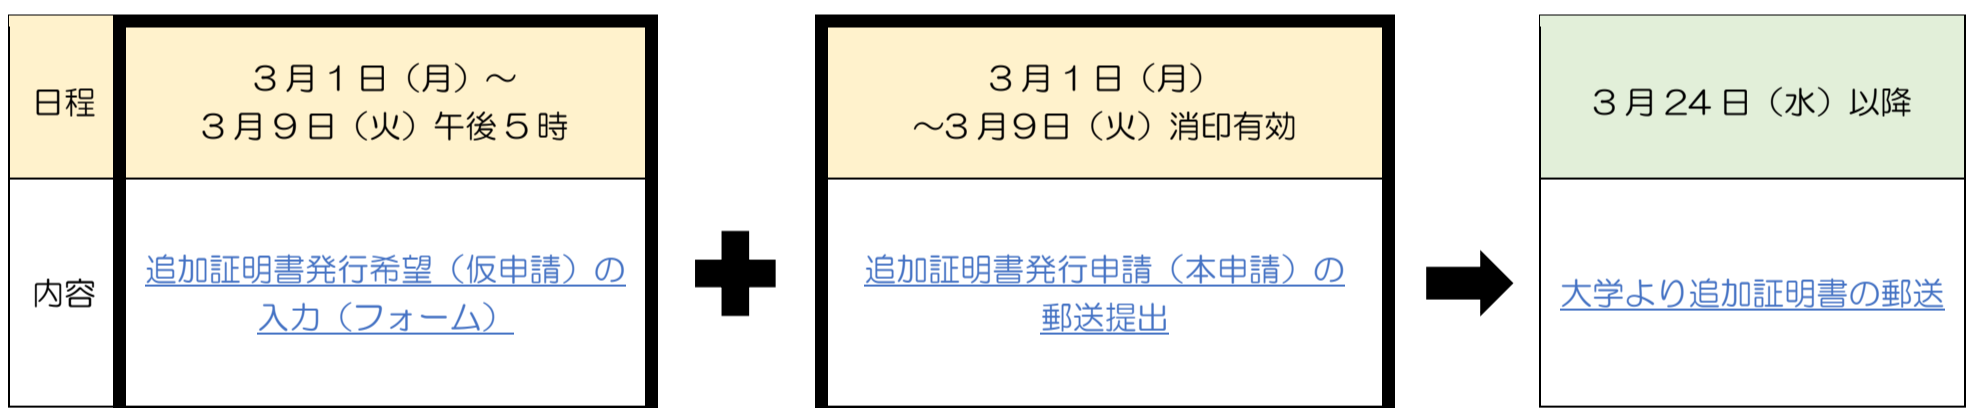 日程
３月１日（月）～
３月９日（火）午後５時
３月１日（月）
～３月９日（火）消印有効
３月24日（水）以降
内容
追加証明書発行希望（仮申請）の
入力（フォーム）
追加証明書発行申請（本申請）の
郵送提出
大学より追加証明書の郵送